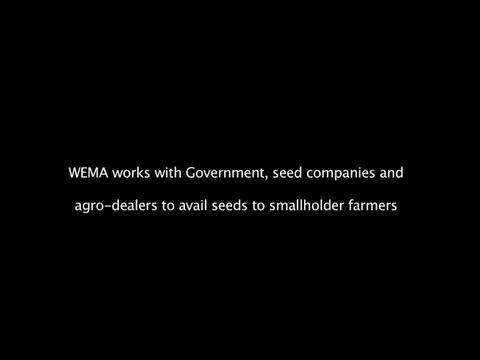 WEMA works with Government, seed companies and
agro-dealers to avail seeds to smallholder farmers